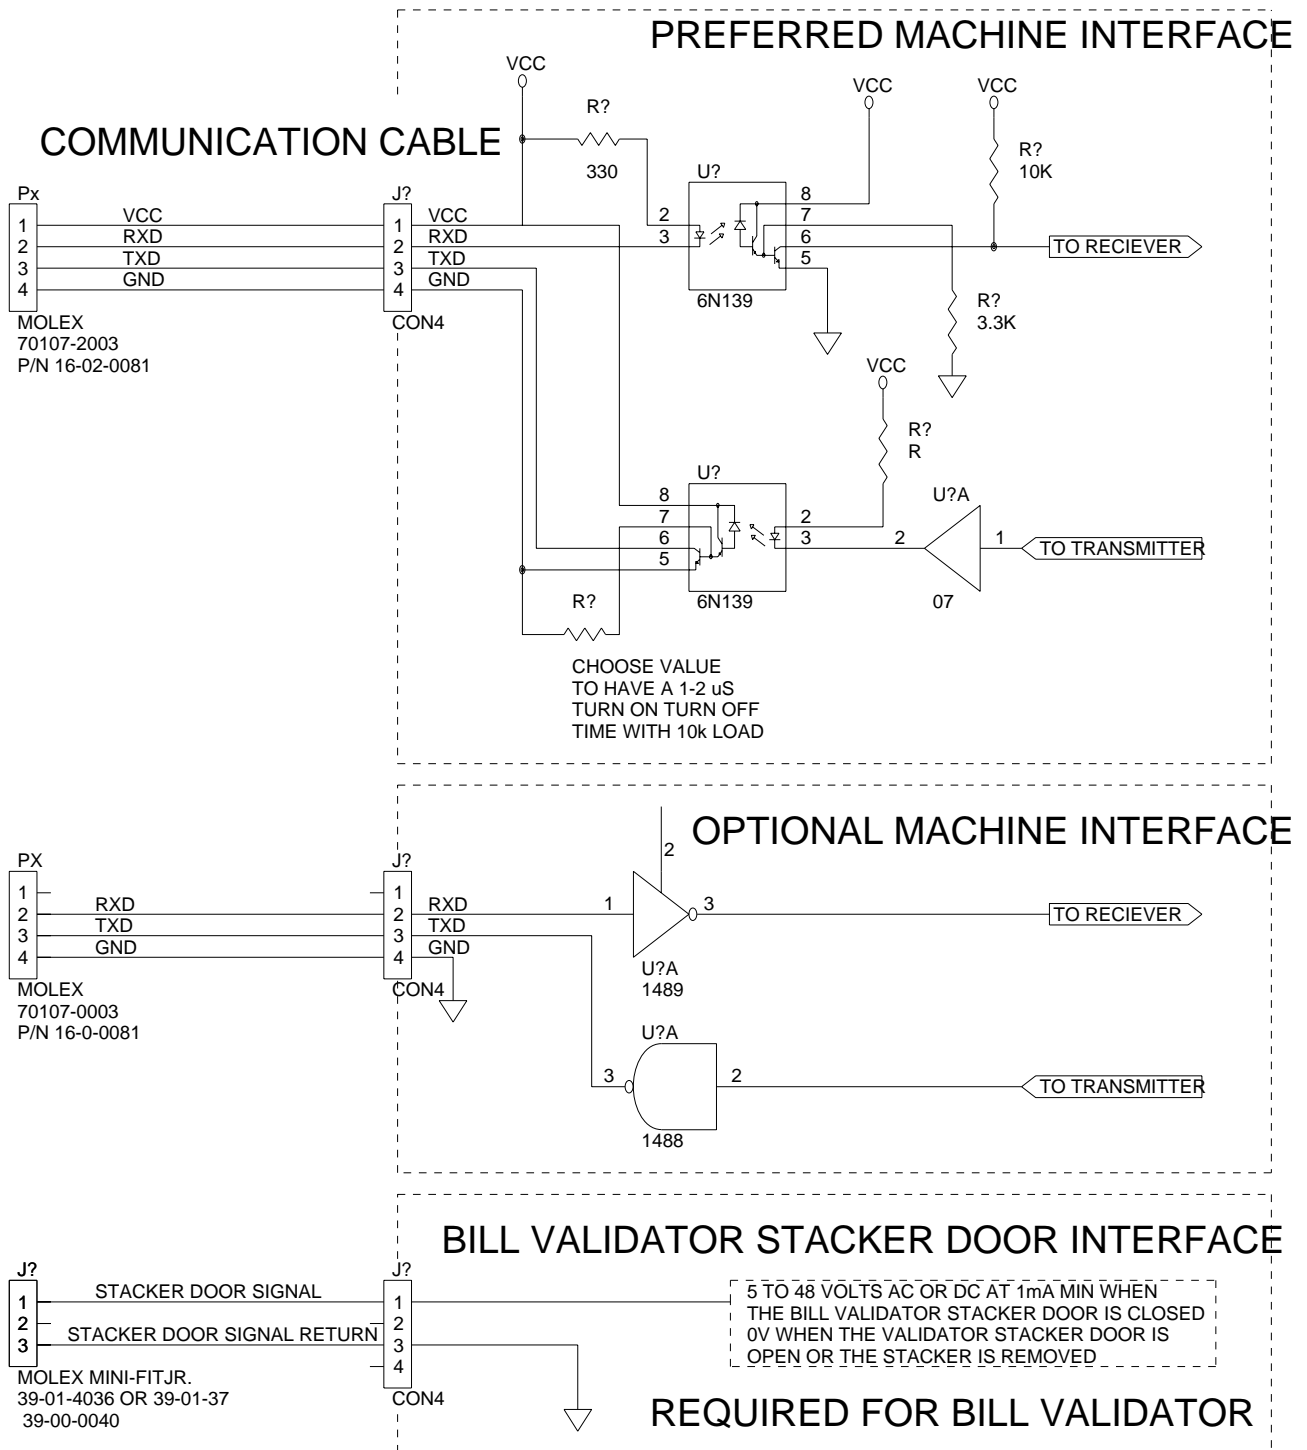 PREFERRED MACHINE INTERFACE
VCC
VCC
VCC
R?
330
COMMUNICATION CABLE
R?
10K
Px
1
2
3
4
VCC
RXD
TXD
GND
MOLEX
70107-2003
P/N 16-02-0081
J?
1
2
3
4
VCC
RXD
TXD
GND
CON4
U?
2
3
8
7
6
5
6N139
TO RECIEVER
R?
3.3K
VCC
R?
R
U?
8
7
6
5
2
3
6N139
U?A
2
1
07
TO TRANSMITTER
R?
CHOOSE VALUE
TO HAVE A 1-2 uS
TURN ON TURN OFF
TIME WITH 10k LOAD
OPTIONAL MACHINE INTERFACE
PX
1
2
3
4
RXD
TXD
GND
MOLEX
70107-0003
P/N 16-0-0081
J?
1
2
3
4
RXD
TXD
GND
CON4
2
1
3
U?A
1489
TO RECIEVER
U?A
3
2
1488
TO TRANSMITTER
BILL VALIDATOR STACKER DOOR INTERFACE
J?
1
2
3
STACKER DOOR SIGNAL
STACKER DOOR SIGNAL RETURN
MOLEX MINI-FITJR.
39-01-4036 OR 39-01-37
39-00-0040
J?
1
2
3
4
CON4
5 TO 48 VOLTS AC OR DC AT 1mA MIN WHEN
THE BILL VALIDATOR STACKER DOOR IS CLOSED
0V WHEN THE VALIDATOR STACKER DOOR IS
OPEN OR THE STACKER IS REMOVED
REQUIRED FOR BILL VALIDATOR